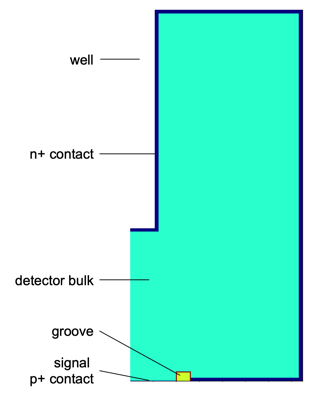 well
n+ contact
detector bulk
groove
signal
p+ contact